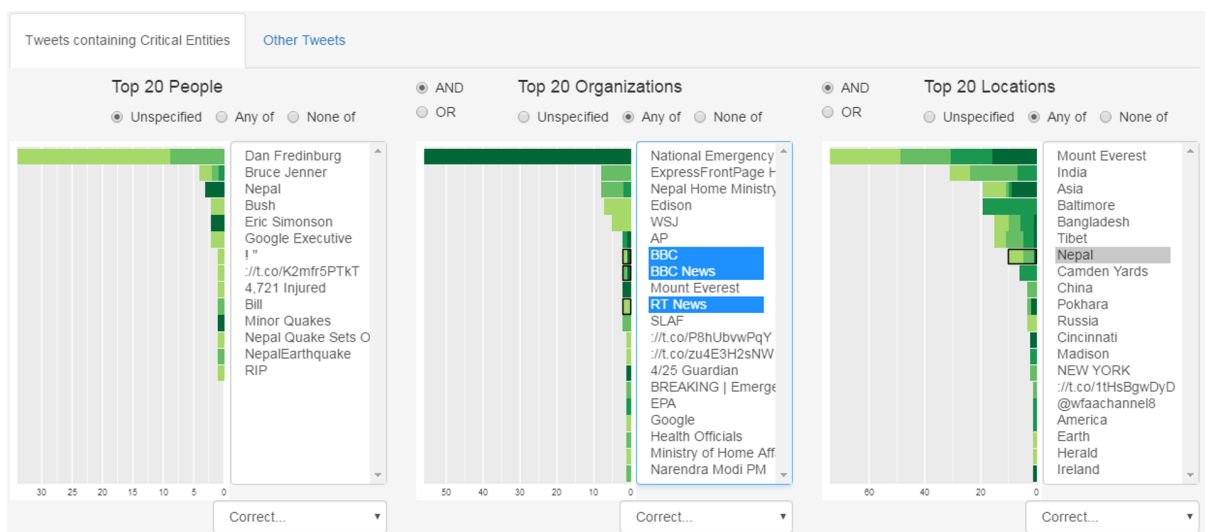 Tweets containing Critical Entities
Other Tweets
Top 20 People
Unspecified Any of None of
AND
OR
Top 20 Organizations
Unspecified Any of None of
AND
OR
Top 20 Locations
Unspecified Any of None of
Dan Fredinburg
Bruce Jenner
Nepal
Bush
Eric Simonson
Google Executive
! "
://t.co/K2mfr5PTkT
4,721 Injured
Bill
Minor Quakes
Nepal Quake Sets O
NepalEarthquake
RIP
30 25 20 15 10 5 0
Correct...
National Emergency
ExpressFrontPage H
Nepal Home Ministry
Edison
WSJ
AP
BBC
BBC News
Mount Everest
RT News
SLAF
://t.co/P8hUbvwPqY
://t.co/zu4E3H2sNW
4/25 Guardian
BREAKING | Emerge
EPA
Google
Health Officials
Ministry of Home Aff
Narendra Modi PM
50 40 30 20 10 0
Correct...
Mount Everest
India
Asia
Baltimore
Bangladesh
Tibet
Nepal
Camden Yards
China
Pokhara
Russia
Cincinnati
Madison
NEW YORK
://t.co/1tHsBgwDyD
@wfaachannel8
America
Earth
Herald
Ireland
60 40 20 0
Correct...